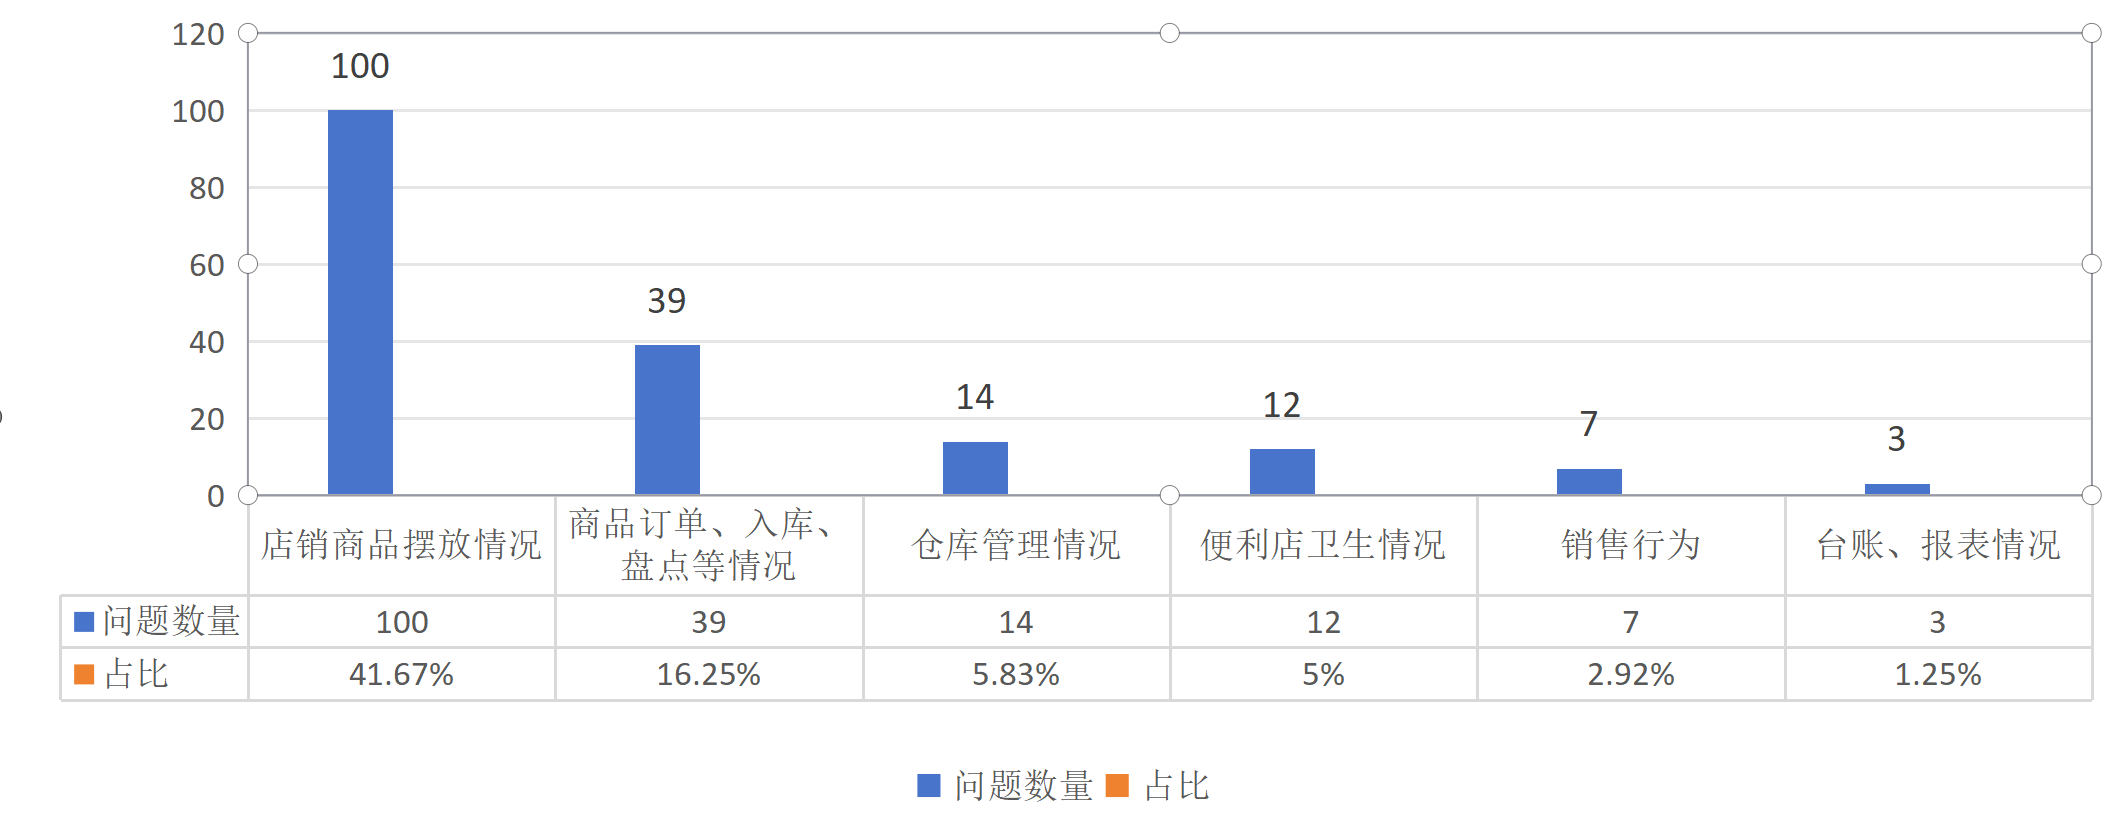 120
100
80
60
40
20
0
100
39
14
12
7
3
店销商品摆放情况
商品订单、入库、
盘点等情况
仓库管理情况
便利店卫生情况
销售行为
台账、报表情况
问题数量 100 39 14 12 7 3
占比 41.67% 16.25% 5.83% 5% 2.92% 1.25%
问题数量 占比